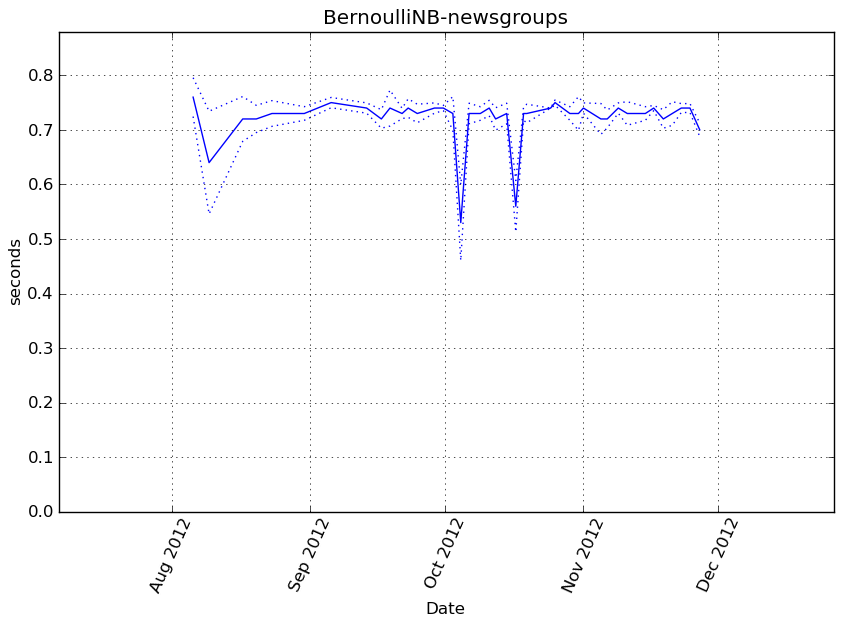 BernoulliNB-newsgroups
0.8
0.7
0.6
0.5
0.4
0.3
0.2
0.1
0.0
seconds
Aug 2012
Sep 2012
Oct 2012
Nov 2012
Dec 2012
Date